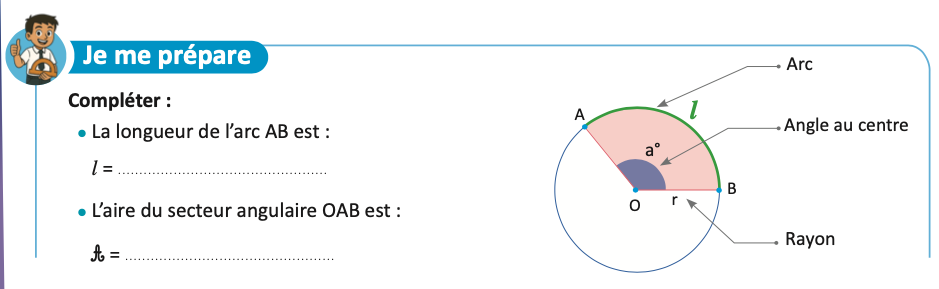 Je me prépare
Compléter :
• La longueur de l’arc AB est :
l = ................................................
• L’aire du secteur angulaire OAB est :
𝓐 = ................................................
Arc
l
A
Angle au centre
a°
B
O
r
Rayon